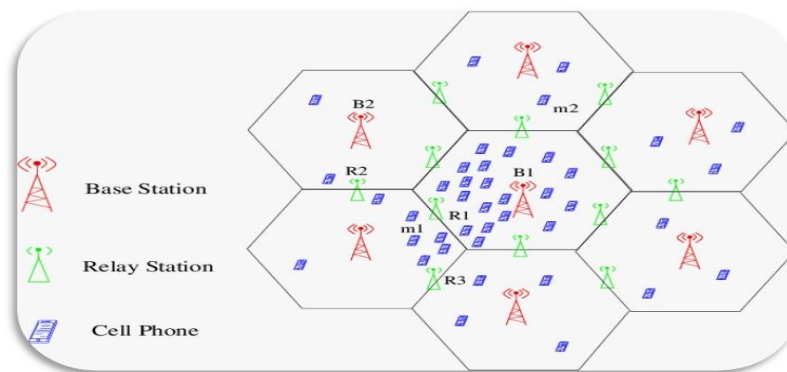 m2
B2
Base Station
R2
B1
R1
m1
Relay Station
R3
Cell Phone